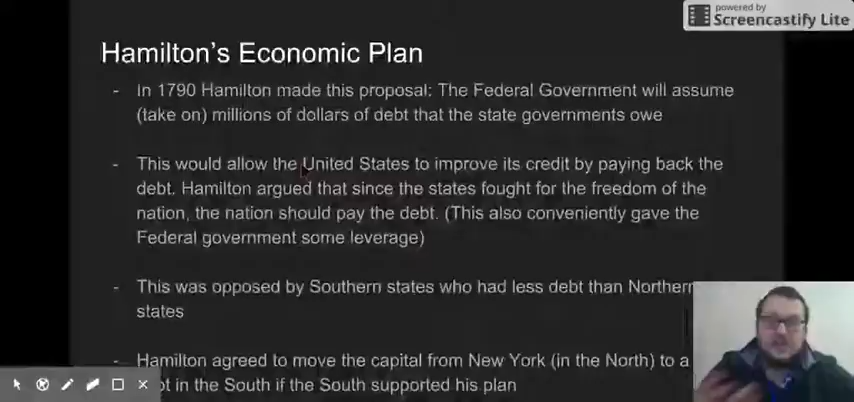 powered by
Screencastify Lite
Hamilton's Economic Plan
- In 1790 Hamilton made this proposal: The Federal Government will assume
(take on) millions of dollars of debt that the state governments owe
- This would allow the United States to improve its credit by paying back the
debt. Hamilton argued that since the states fought for the freedom of the
nation, the nation should pay the debt. (This also conveniently gave the
Federal government some leverage)
- This was opposed by Southern states who had less debt than Northern
states
- Hamilton agreed to move the capital from New York (in the North) to a
in the South if the South supported his plan